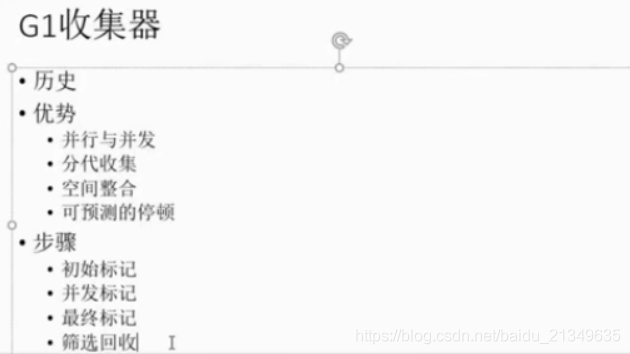 G1收集器
• 历史
• 优势
• 并行与并发
• 分代收集
• 空间整合
• 可预测的停顿
• 步骤
• 初始标记
• 并发标记
• 最终标记
• 筛选回收
https://blog.csdn.net/baidu_21349635